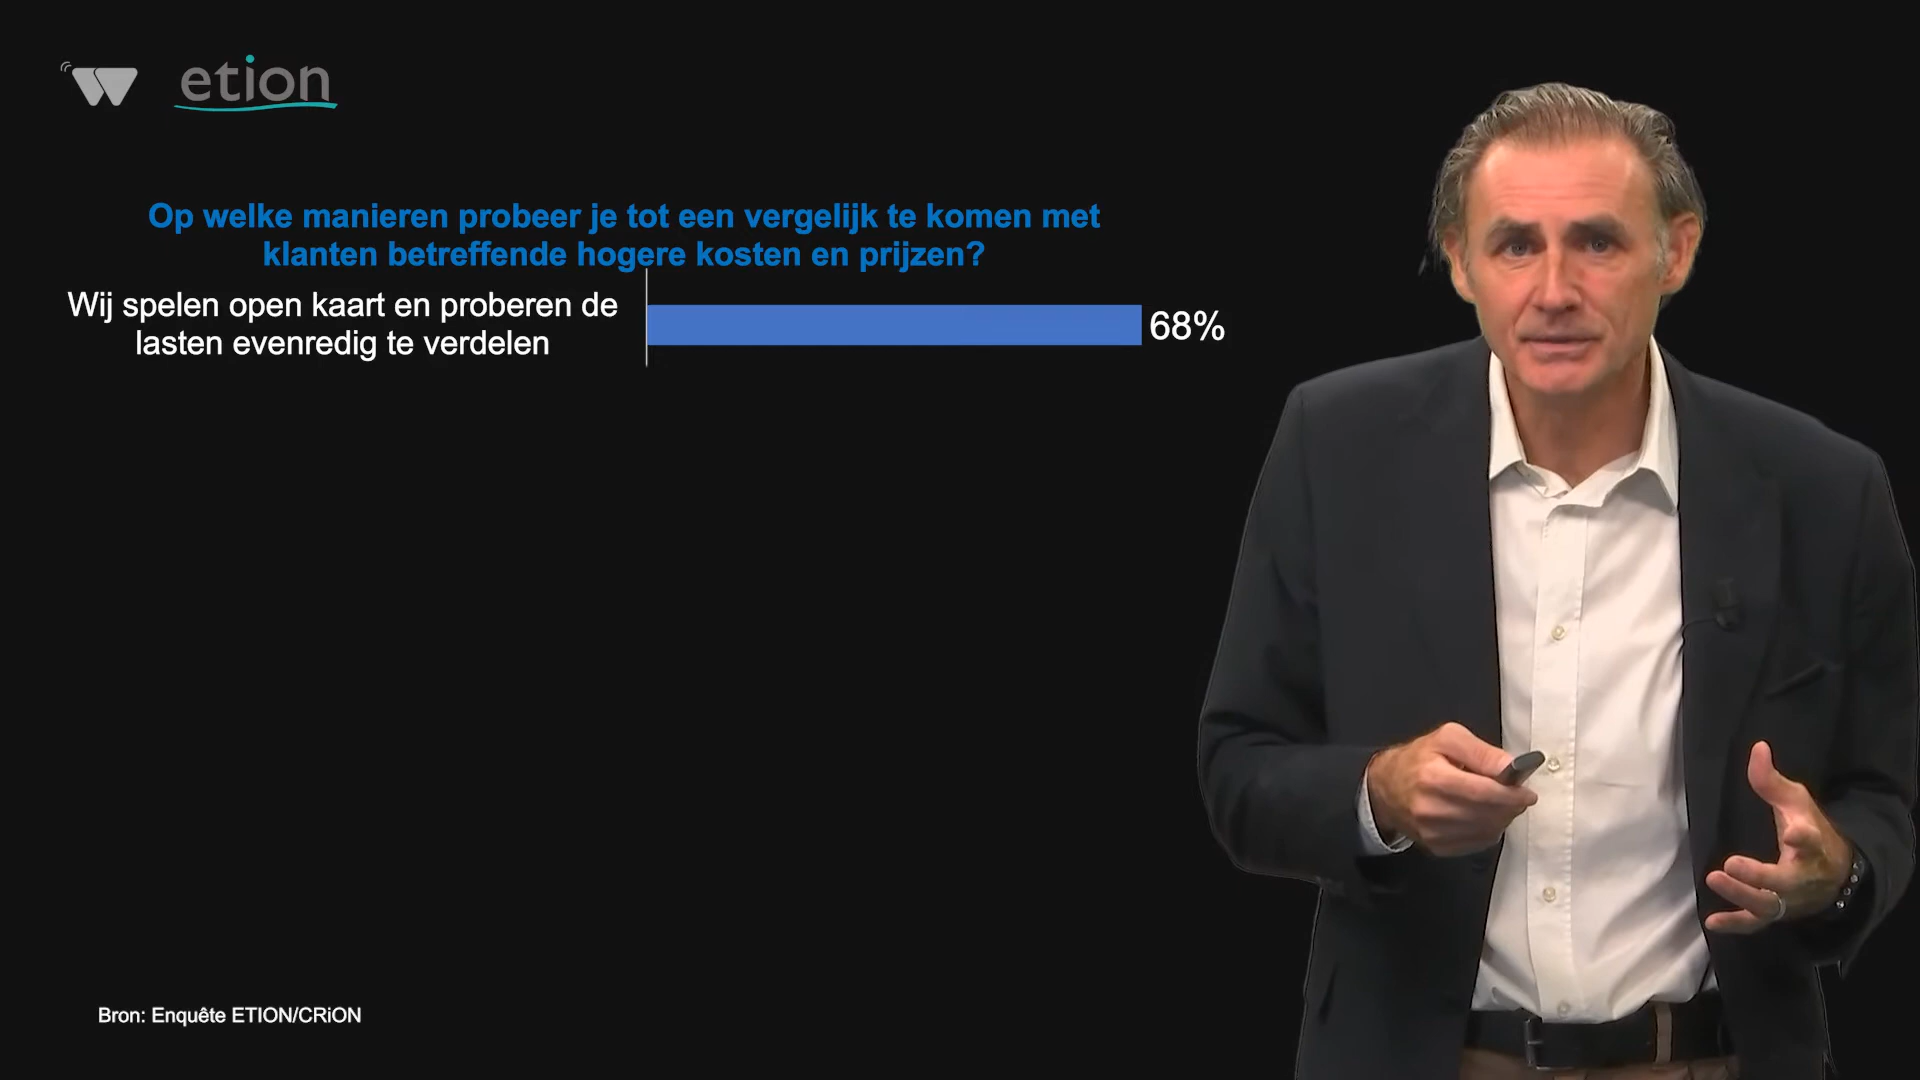 etion
Op welke manieren probeer je tot een vergelijk te komen met
klanten betreffende hogere kosten en prijzen?
Wij spelen open kaart en proberen de
lasten evenredig te verdelen
68%
Bron: Enquête ETION/CRiON